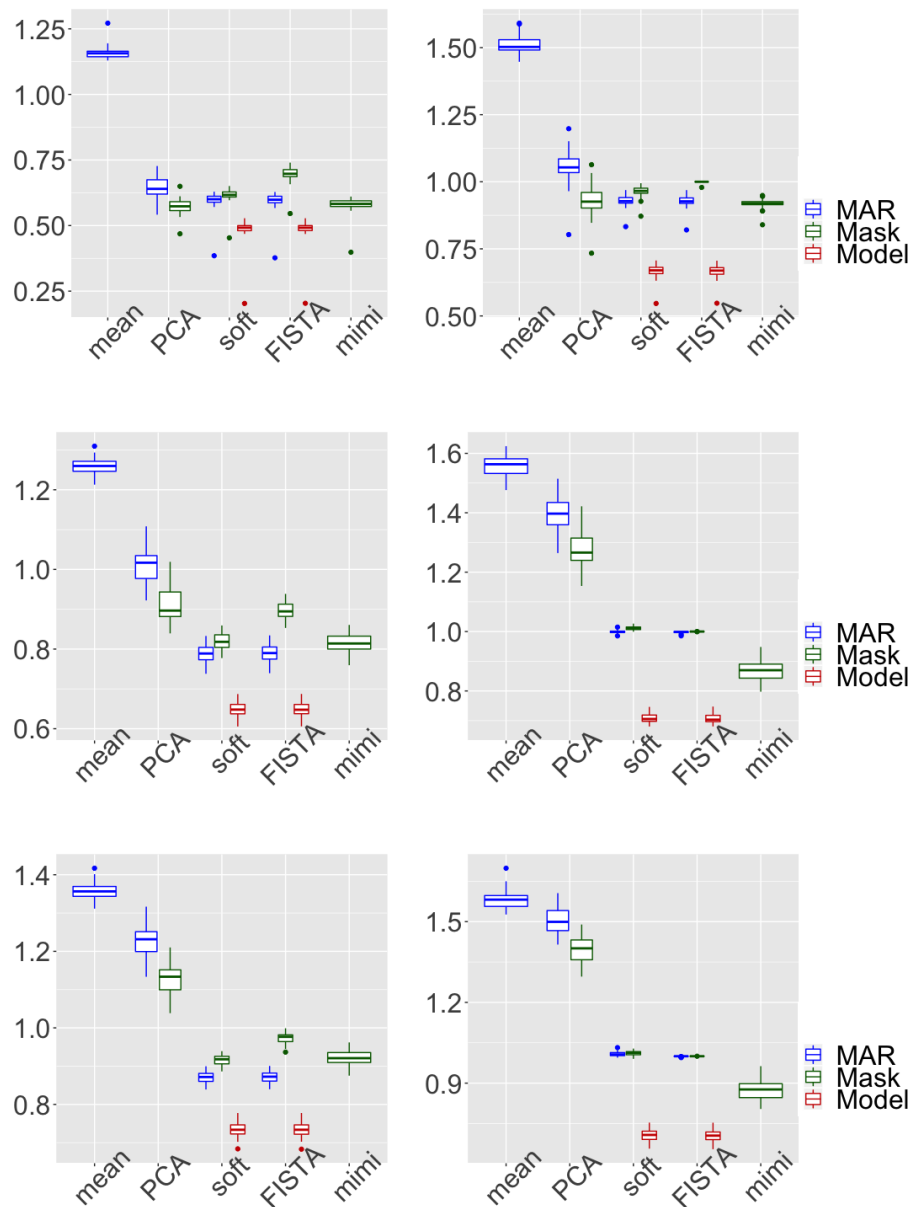 1.25
1.00
0.75
0.50
0.25
mean PCA soft FISTA mimi
1.50
1.25
1.00
0.75
0.50
mean PCA soft FISTA mimi
MAR
Mask
Model
1.2
1.0
0.8
0.6
mean PCA soft FISTA mimi
1.6
1.4
1.2
1.0
0.8
mean PCA soft FISTA mimi
MAR
Mask
Model
1.4
1.2
1.0
0.8
mean PCA soft FISTA mimi
1.5
1.2
0.9
mean PCA soft FISTA mimi
MAR
Mask
Model